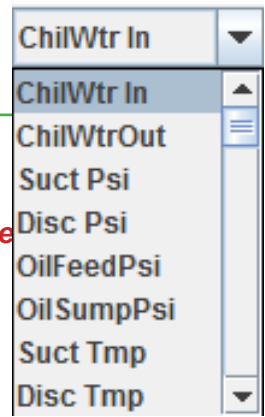 ChilWtr In
ChilWtr In
ChilWtrOut
Suct Psi
e
Disc Psi
OilFeedPsi
OilSumpPsi
Suct Tmp
Disc Tmp